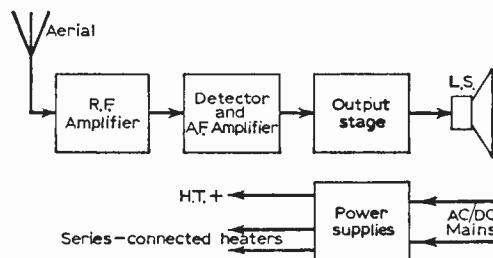 Aerial
R.F.
Amplifier
Detector
and
A.F. Amplifier
Output
stage
L.S.
H.T. +
Series-connected heaters
Power
supplies
AC/DC
Mains